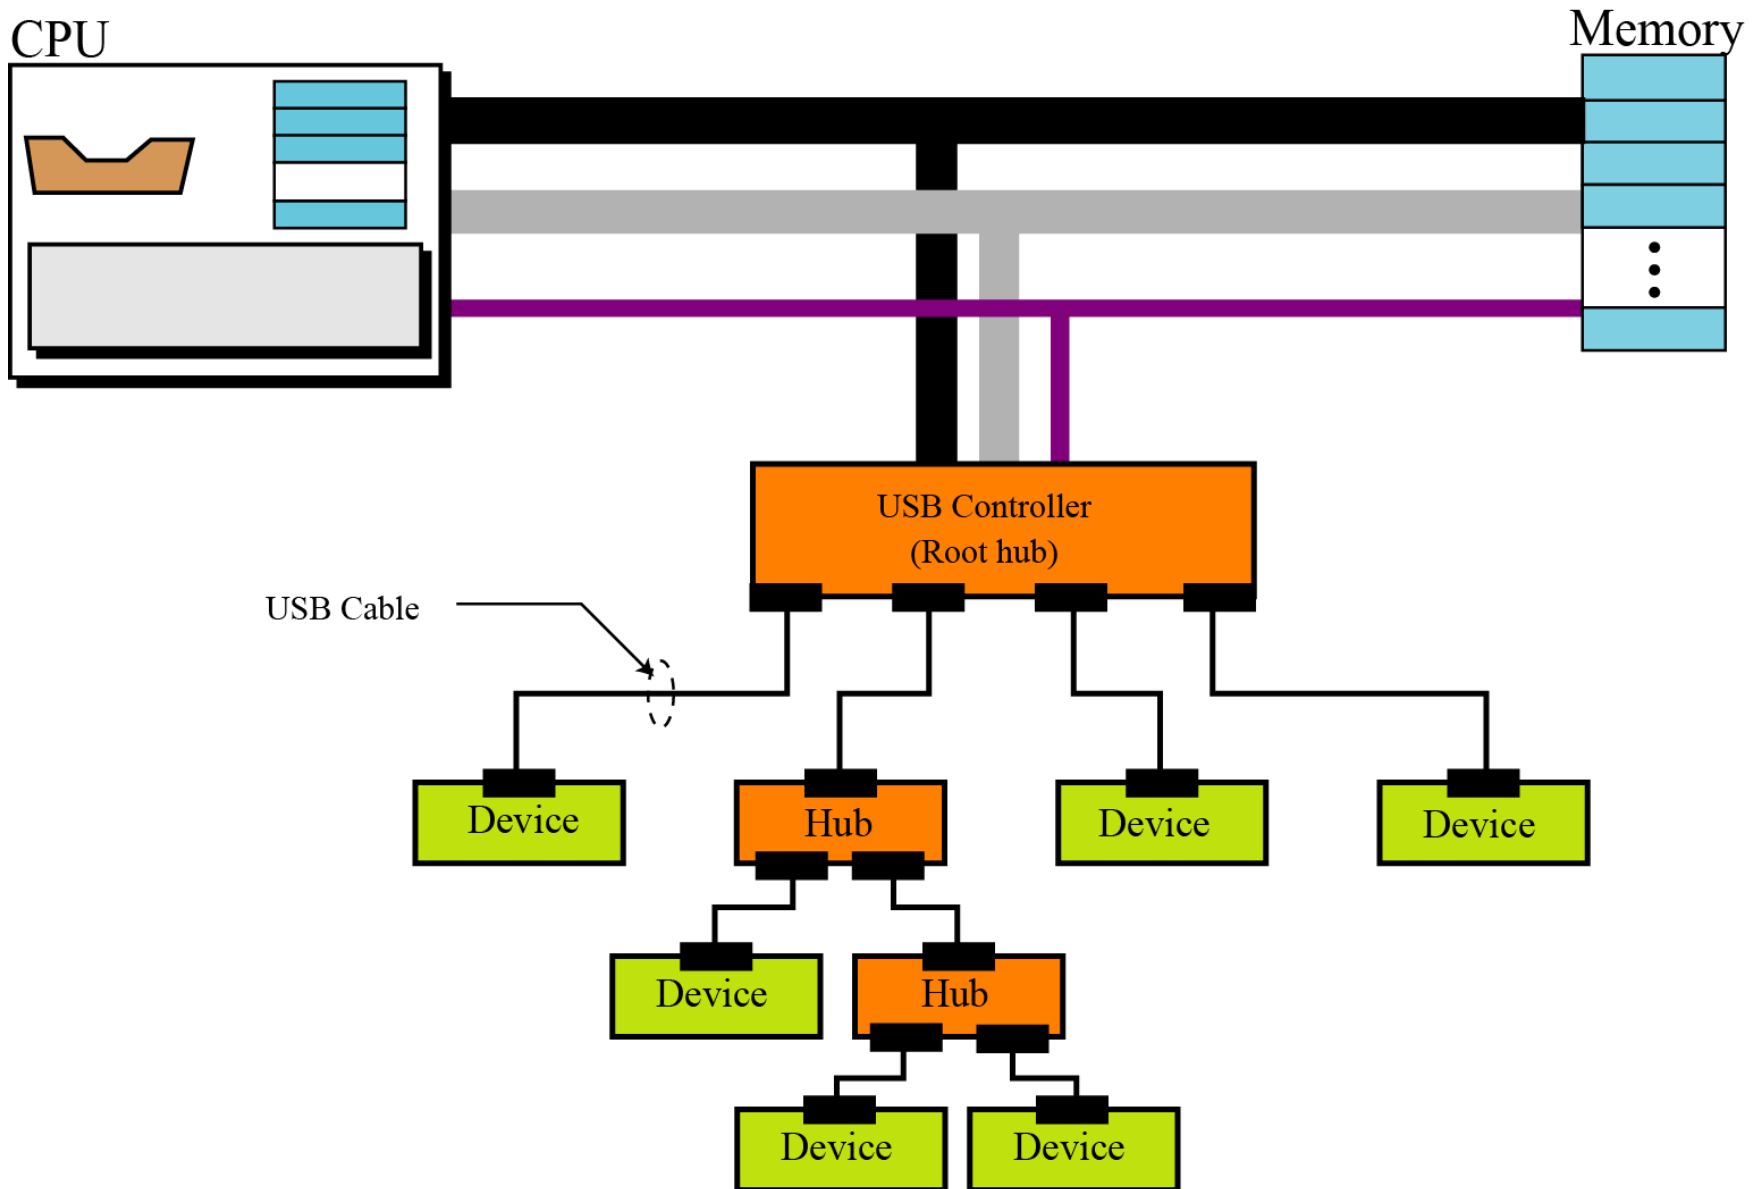 CPU
Memory
USB Controller
(Root hub)
USB Cable
Device
Hub
Device
Device
Device
Hub
Device
Device